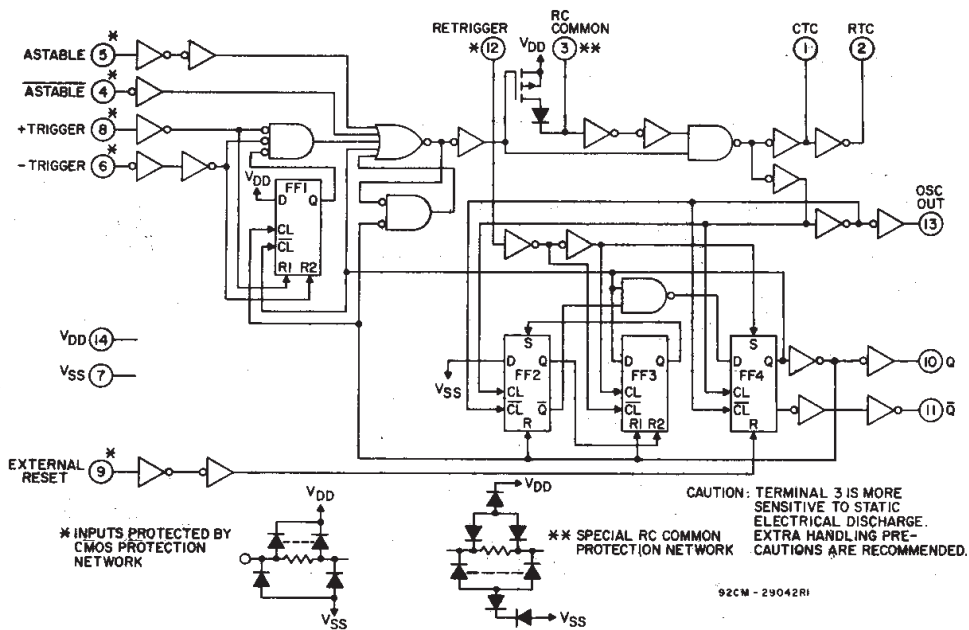 RETRIGGER
*12
RC
COMMON
3 **
CTC
1
RTC
2
VDD
ASTABLE 5 *
ASTABLE 4 *
+TRIGGER 8 *
-TRIGGER 6 *
VDD
FF1
D Q
CL
CL
R1 R2
OSC
OUT
13
VDD 14
VSS 7
VSS
S
D Q
FF2
CL
CL Q
R
D Q
FF3
CL
CL
R1 R2
S
D Q
FF4
CL
CL
R
10 Q
11 Q
EXTERNAL
RESET 9 *
* INPUTS PROTECTED BY
CMOS PROTECTION
NETWORK
VDD
VSS
VDD
VSS
** SPECIAL RC COMMON
PROTECTION NETWORK
CAUTION: TERMINAL 3 IS MORE
SENSITIVE TO STATIC
ELECTRICAL DISCHARGE.
EXTRA HANDLING PRE-
CAUTIONS ARE RECOMMENDED.
92CM-29042R1